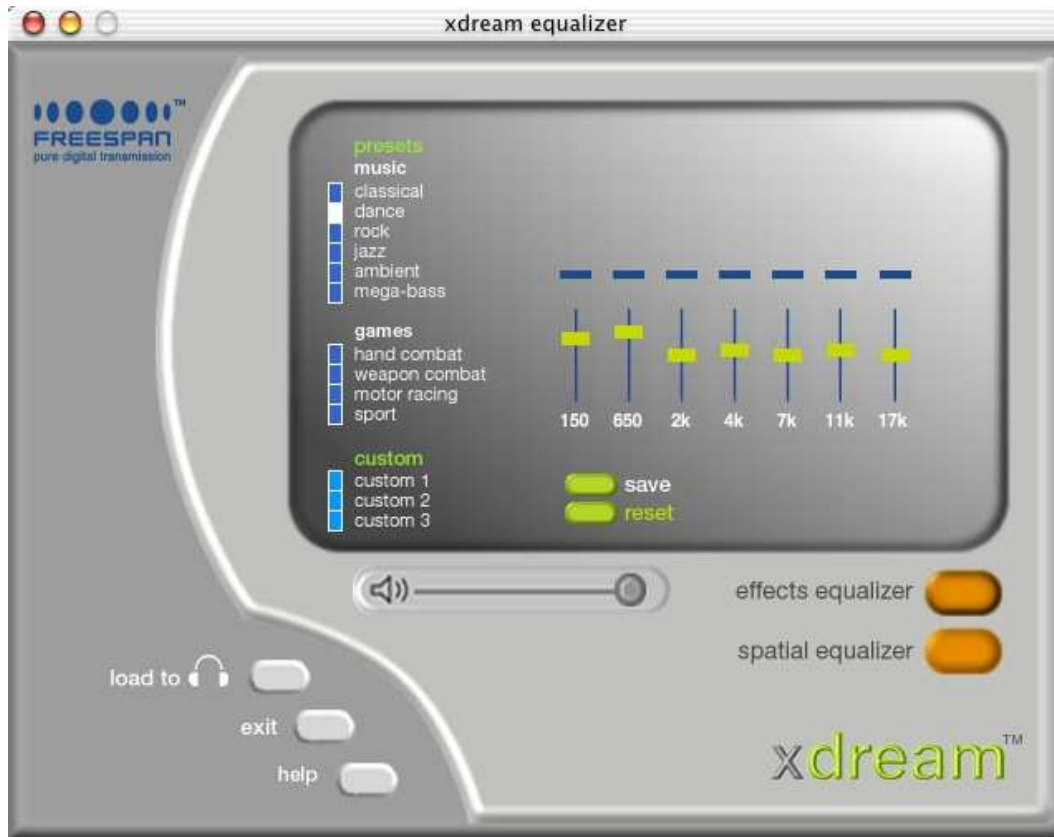 xdream equalizer
FREESPAN™
pure digital transmission
presets
music
classical
dance
rock
jazz
ambient
mega-bass
games
hand combat
weapon combat
motor racing
sport
custom
custom 1
custom 2
custom 3
150 650 2k 4k 7k 11k 17k
save
reset
effects equalizer
spatial equalizer
load to
exit
help
xdream™